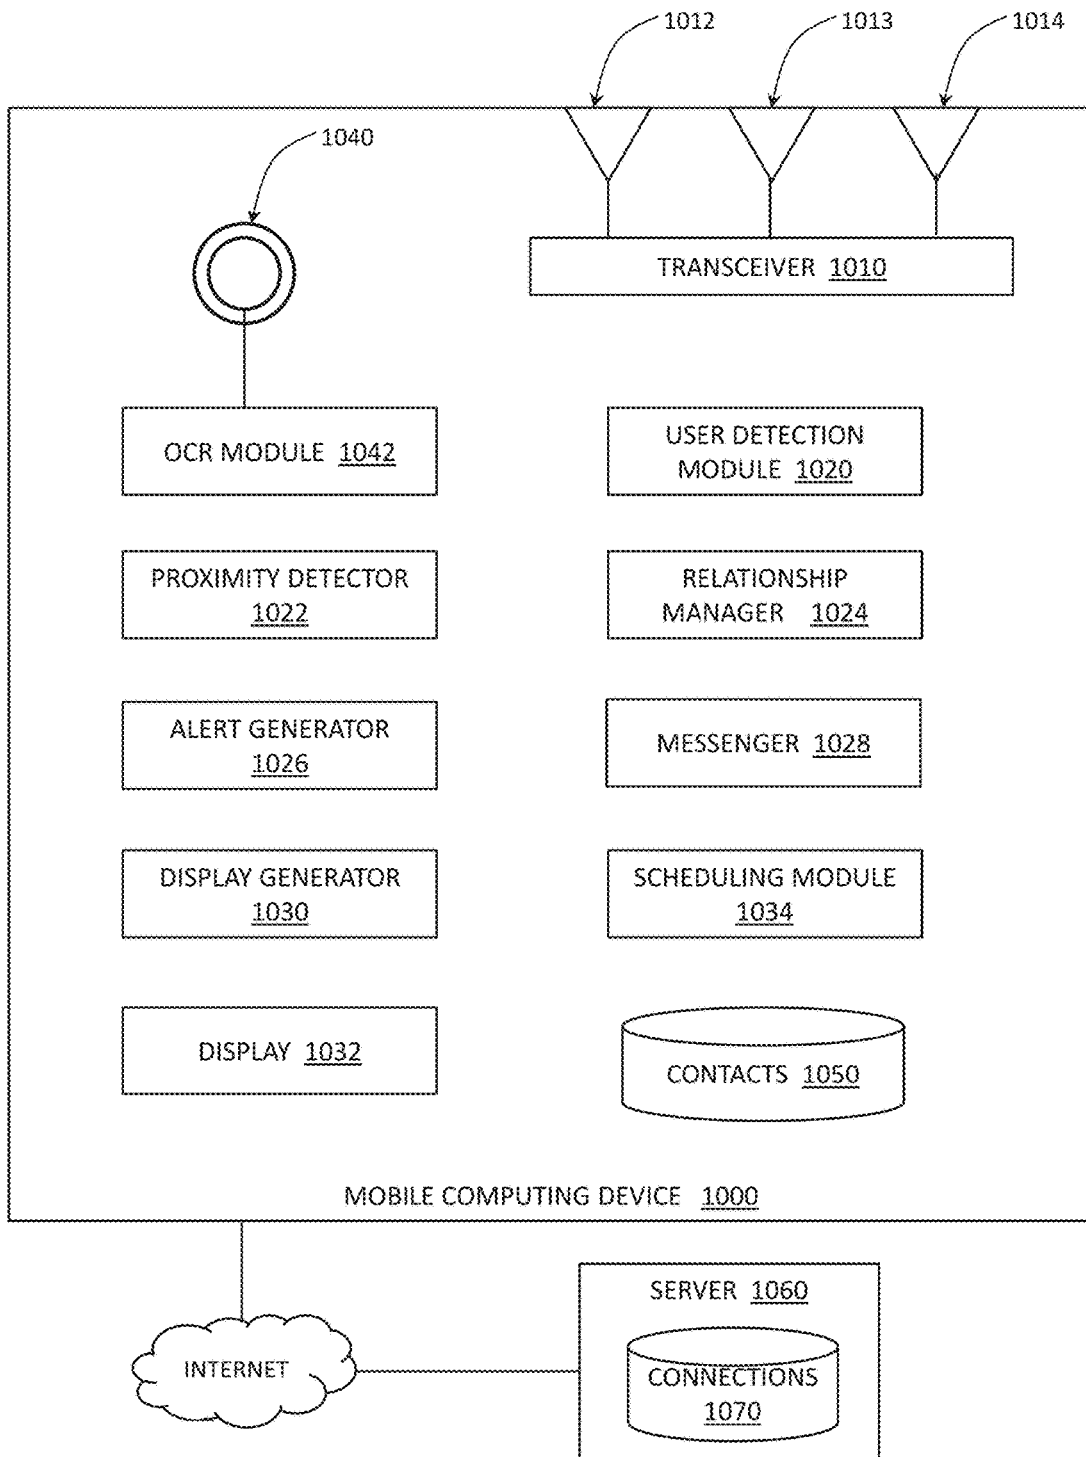 1012
1013
1014
1040
TRANSCEIVER 1010
OCR MODULE 1042
USER DETECTION
MODULE 1020
PROXIMITY DETECTOR
1022
RELATIONSHIP
MANAGER 1024
ALERT GENERATOR
1026
MESSENGER 1028
DISPLAY GENERATOR
1030
SCHEDULING MODULE
1034
DISPLAY 1032
CONTACTS 1050
MOBILE COMPUTING DEVICE 1000
SERVER 1060
INTERNET
CONNECTIONS
1070